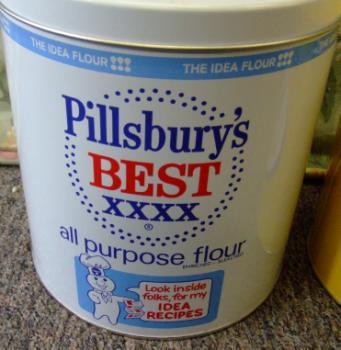 THE IDEA FLOUR THE IDEA FLOUR
Pillsbury's
BEST
XXXX
®
all purpose flour
Look inside
folks, for my
IDEA
RECIPES